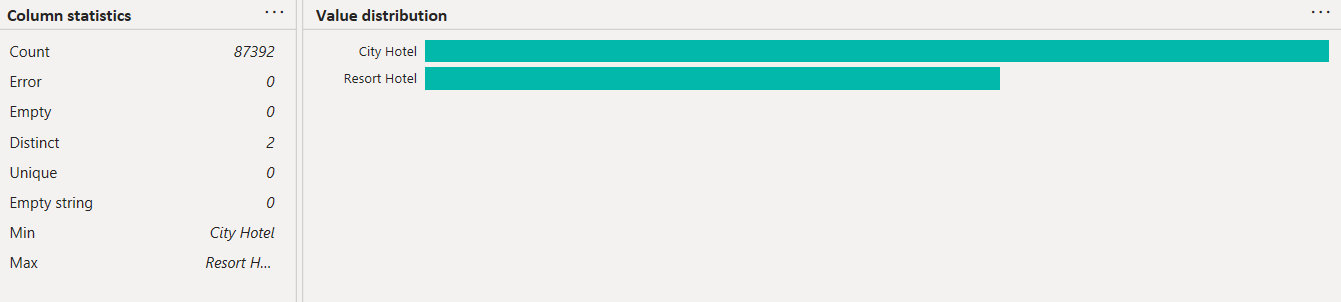 Column statistics ...
Count 87392
Error 0
Empty 0
Distinct 2
Unique 0
Empty string 0
Min City Hotel
Max Resort H...
Value distribution ...
City Hotel
Resort Hotel